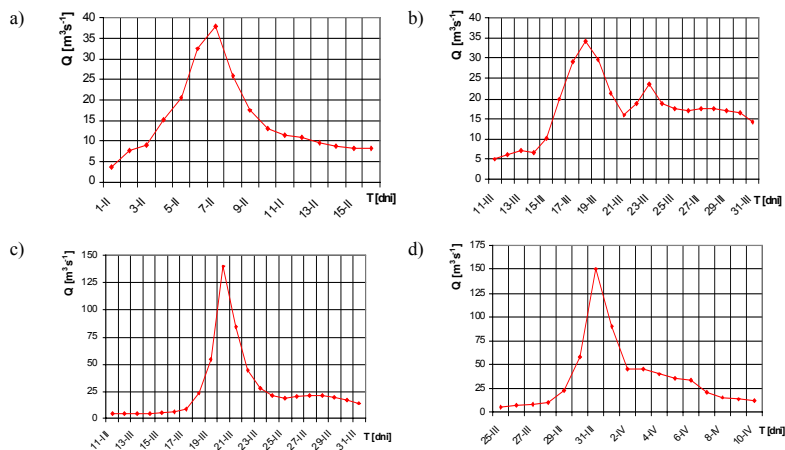 a)
Q [m³s⁻¹]
40
35
30
25
20
15
10
5
0
1-II 3-II 5-II 7-II 9-II 11-II 13-II 15-II T [dni]
b)
Q [m³s⁻¹]
40
35
30
25
20
15
10
5
0
11-III 13-III 15-III 17-III 19-III 21-III 23-III 25-III 27-III 29-III 31-III T [dni]
c)
Q [m³s⁻¹]
150
125
100
75
50
25
0
11-III 13-III 15-III 17-III 19-III 21-III 23-III 25-III 27-III 29-III 31-III T [dni]
d)
Q [m³s⁻¹]
175
150
125
100
75
50
25
0
25-III 27-III 29-III 31-III 2-IV 4-IV 6-IV 8-IV 10-IV T [dni]